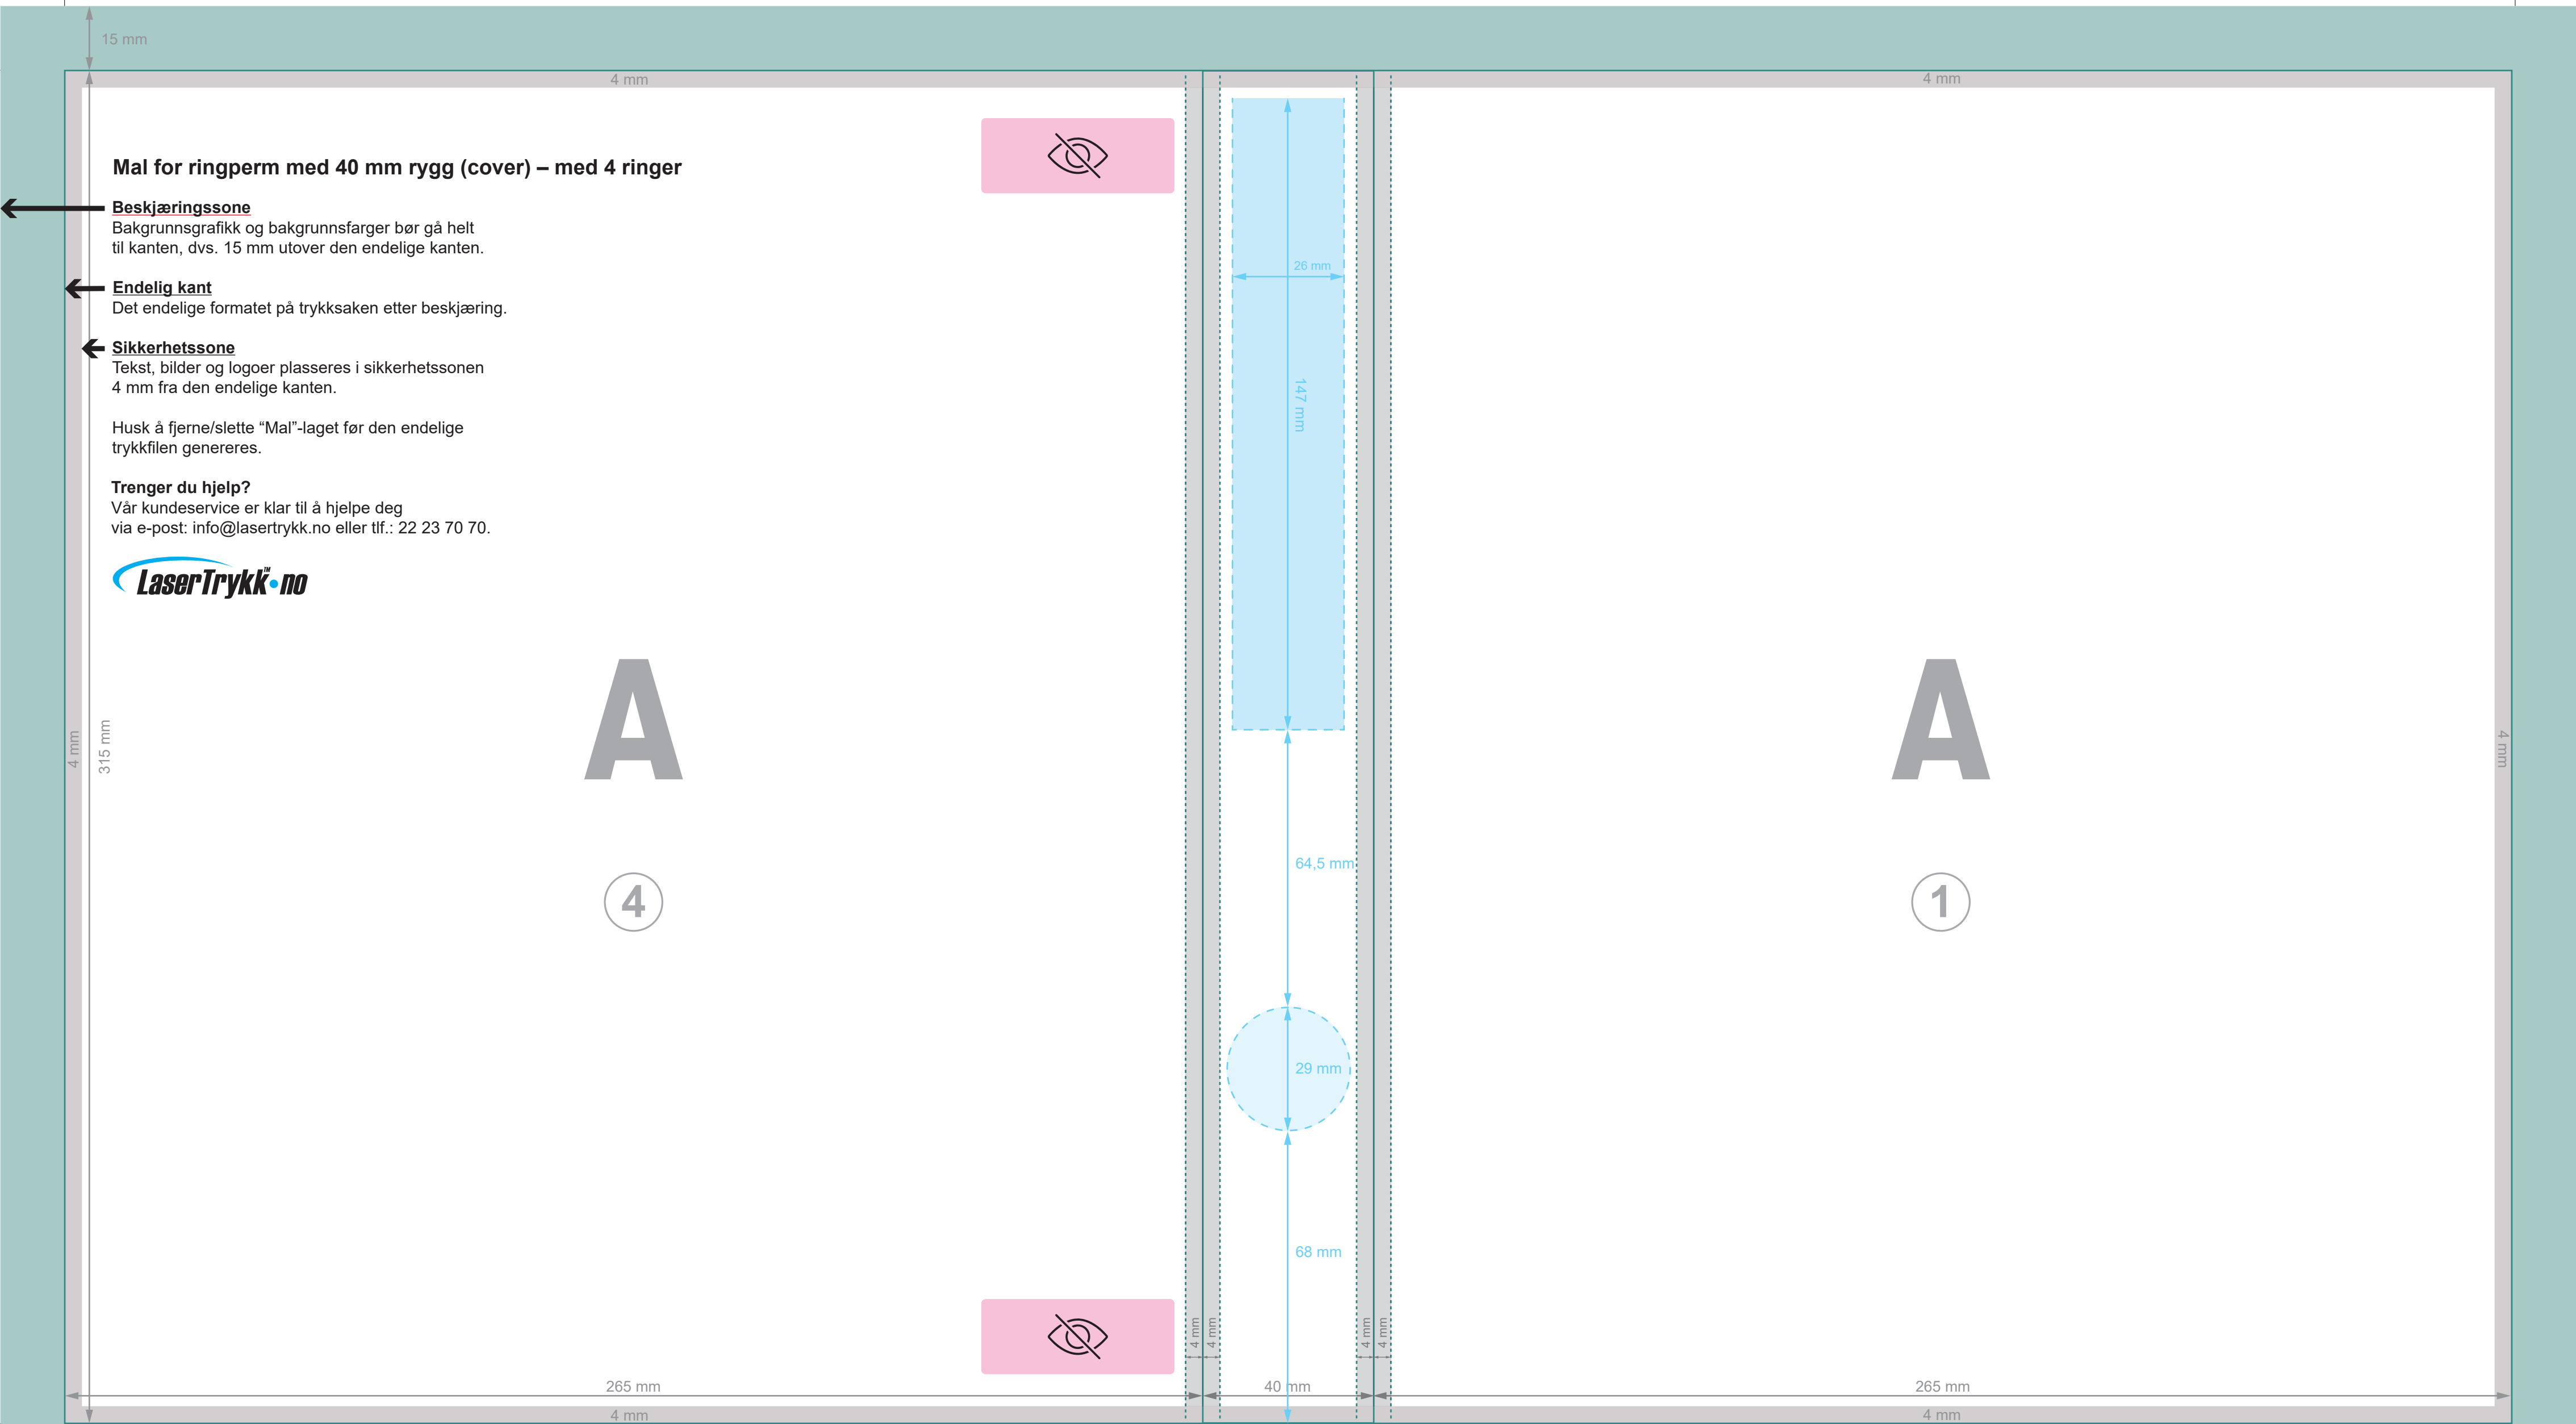 15 mm
4 mm
4 mm
Mal for ringperm med 40 mm rygg (cover) – med 4 ringer
Beskjæringssone
Bakgrunnsgrafikk og bakgrunnsfarger bør gå helt
til kanten, dvs. 15 mm utover den endelige kanten.
Endelig kant
Det endelige formatet på trykksaken etter beskjæring.
Sikkerhetssone
Tekst, bilder og logoer plasseres i sikkerhetssonen
4 mm fra den endelige kanten.
Husk å fjerne/slette “Mal”-laget før den endelige
trykkfilen genereres.
Trenger du hjelp?
Vår kundeservice er klar til å hjelpe deg
via e-post: info@lasertrykk.no eller tlf.: 22 23 70 70.
LaserTrykk™•no
26 mm
147 mm
A
A
4 mm
315 mm
4 mm
64,5 mm
4
1
29 mm
68 mm
4 mm
4 mm
4 mm
4 mm
265 mm
40 mm
265 mm
4 mm
4 mm